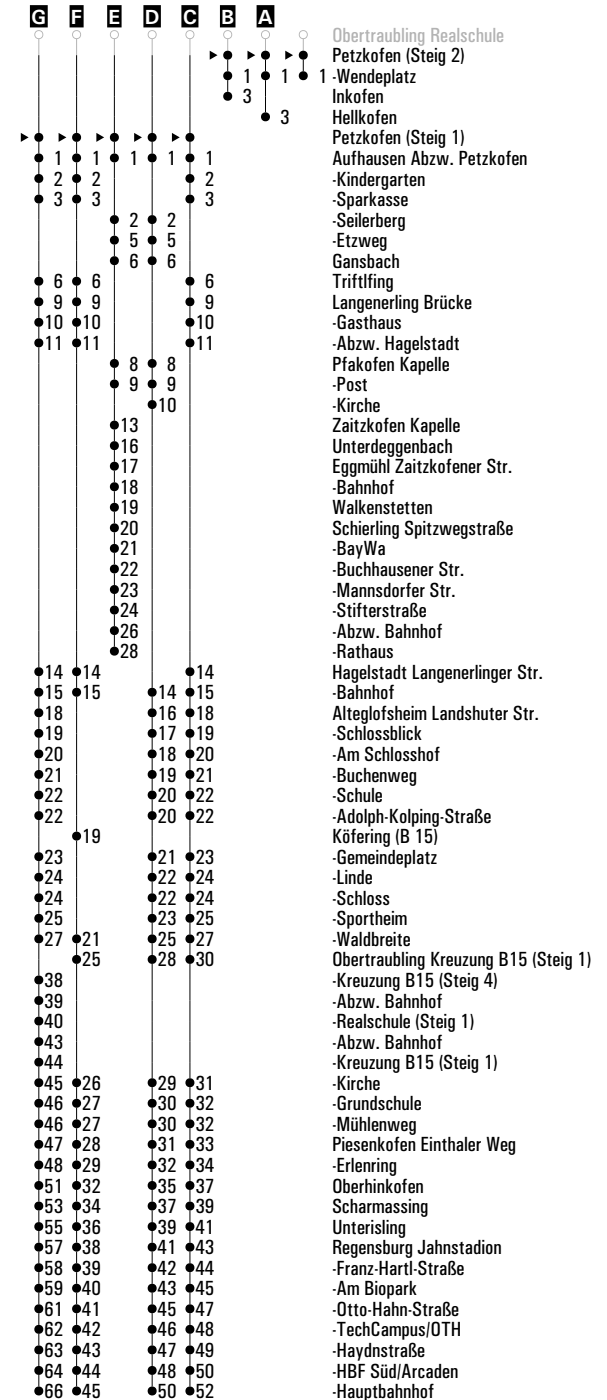 G F E D C B A
Obertraubling Realschule
Petzkofen (Steig 2)
1 1 1 -Wendeplatz
3 Inkofen
3 Hellkofen
Petzkofen (Steig 1)
1 1 1 1 1 Aufhausen Abzw. Petzkofen
2 2 2 -Kindergarten
3 3 3 -Sparkasse
2 2 -Seilerberg
5 5 -Etzweg
6 6 Gansbach
6 6 6 Triftlfing
9 9 9 Langenerling Brücke
10 10 10 -Gasthaus
11 11 11 -Abzw. Hagelstadt
8 8 Pfakofen Kapelle
9 9 -Post
10 -Kirche
13 Zaitzkofen Kapelle
16 Unterdeggenbach
17 Eggmühl Zaitzkofener Str.
18 -Bahnhof
19 Walkenstetten
20 Schierling Spitzwegstraße
21 -BayWa
22 -Buchhausener Str.
23 -Mannsdorfer Str.
24 -Stifterstraße
26 -Abzw. Bahnhof
28 -Rathaus
14 14 14 Hagelstadt Langenerlinger Str.
15 15 14 15 -Bahnhof
18 16 18 Alteglofsheim Landshuter Str.
19 17 19 -Schlossblick
20 18 20 -Am Schlosshof
21 19 21 -Buchenweg
22 20 22 -Schule
22 20 22 -Adolph-Kolping-Straße
19 Köfering (B 15)
23 21 23 -Gemeindeplatz
24 22 24 -Linde
24 22 24 -Schloss
25 23 25 -Sportheim
27 21 25 27 -Waldbreite
25 28 30 Obertraubling Kreuzung B15 (Steig 1)
38 -Kreuzung B15 (Steig 4)
39 -Abzw. Bahnhof
40 -Realschule (Steig 1)
43 -Abzw. Bahnhof
44 -Kreuzung B15 (Steig 1)
45 26 29 31 -Kirche
46 27 30 32 -Grundschule
46 27 30 32 -Mühlenweg
47 28 31 33 Piesenkofen Einthaler Weg
48 29 32 34 -Erlenring
51 32 35 37 Oberhinkofen
53 34 37 39 Scharmassing
55 36 39 41 Unterisling
57 38 41 43 Regensburg Jahnstadion
58 39 42 44 -Franz-Hartl-Straße
59 40 43 45 -Am Biopark
61 41 45 47 -Otto-Hahn-Straße
62 42 46 48 -TechCampus/OTH
63 43 47 49 -Haydnstraße
64 44 48 50 -HBF Süd/Arcaden
66 45 50 52 -Hauptbahnhof